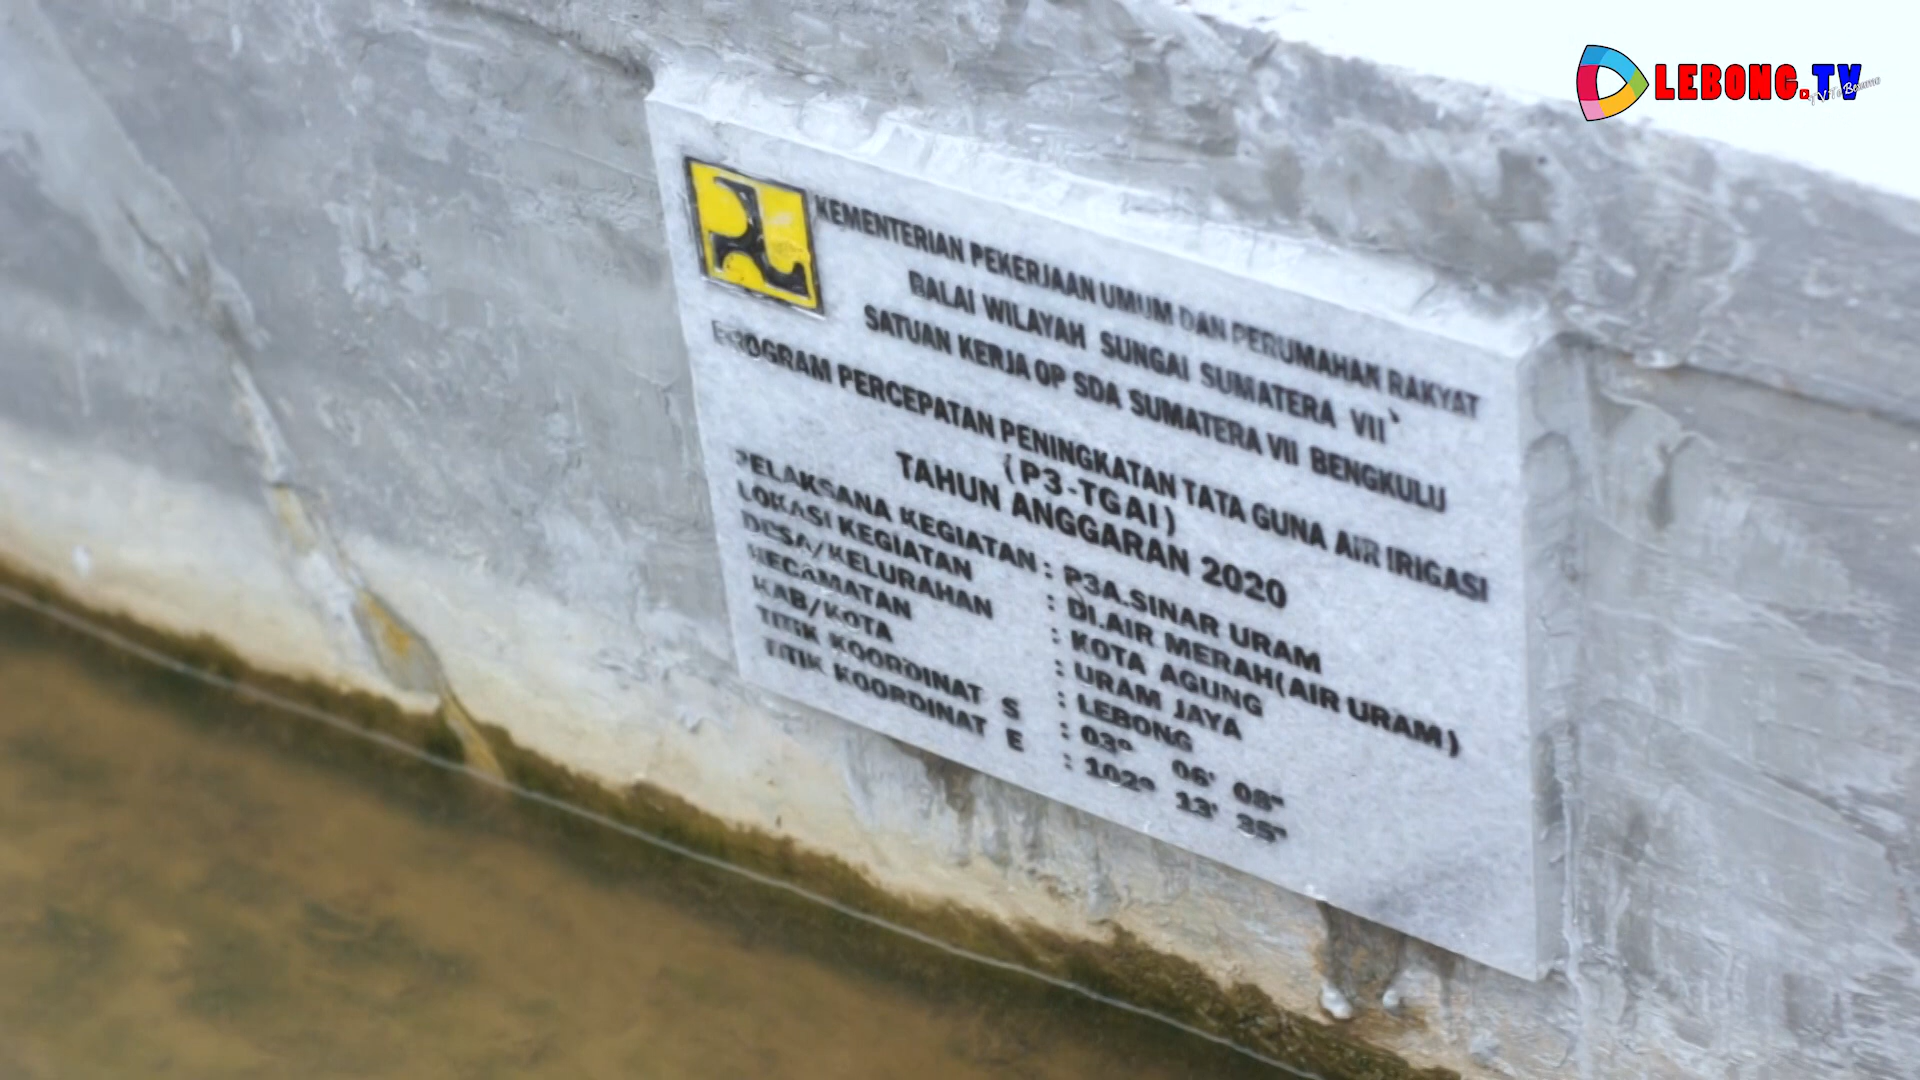 LEBONG.TV
KEMENTERIAN PEKERJAAN UMUM DAN PERUMAHAN RAKYAT
BALAI WILAYAH SUNGAI SUMATERA VII
SATUAN KERJA OP SDA SUMATERA VII BENGKULU
PROGRAM PERCEPATAN PENINGKATAN TATA GUNA AIR IRIGASI
(P3-TGAI)
TAHUN ANGGARAN 2020
PELAKSANA KEGIATAN : P3A.SINAR URAM
LOKASI KEGIATAN : DI.AIR MERAH(AIR URAM)
DESA/KELURAHAN : KOTA AGUNG
KECAMATAN : URAM JAYA
KAB/KOTA : LEBONG
TITIK KOORDINAT S : 03° 06' 08"
TITIK KOORDINAT E : 102° 13' 35"